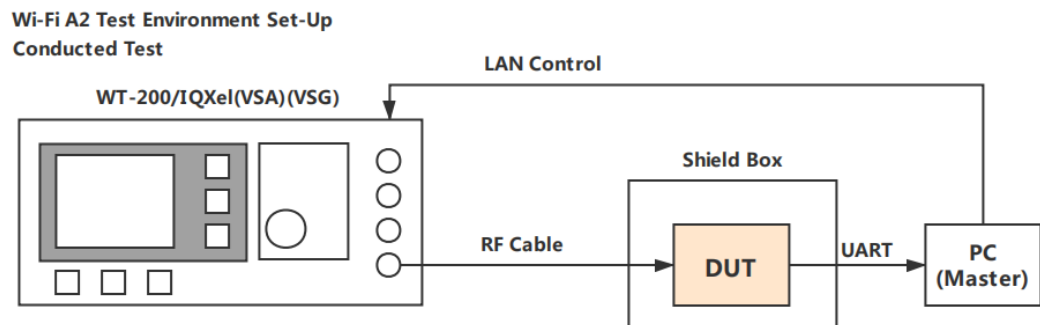 Wi-Fi A2 Test Environment Set-Up
Conducted Test
LAN Control
WT-200/IQXel(VSA)(VSG)
Shield Box
RF Cable
DUT
UART
PC
(Master)